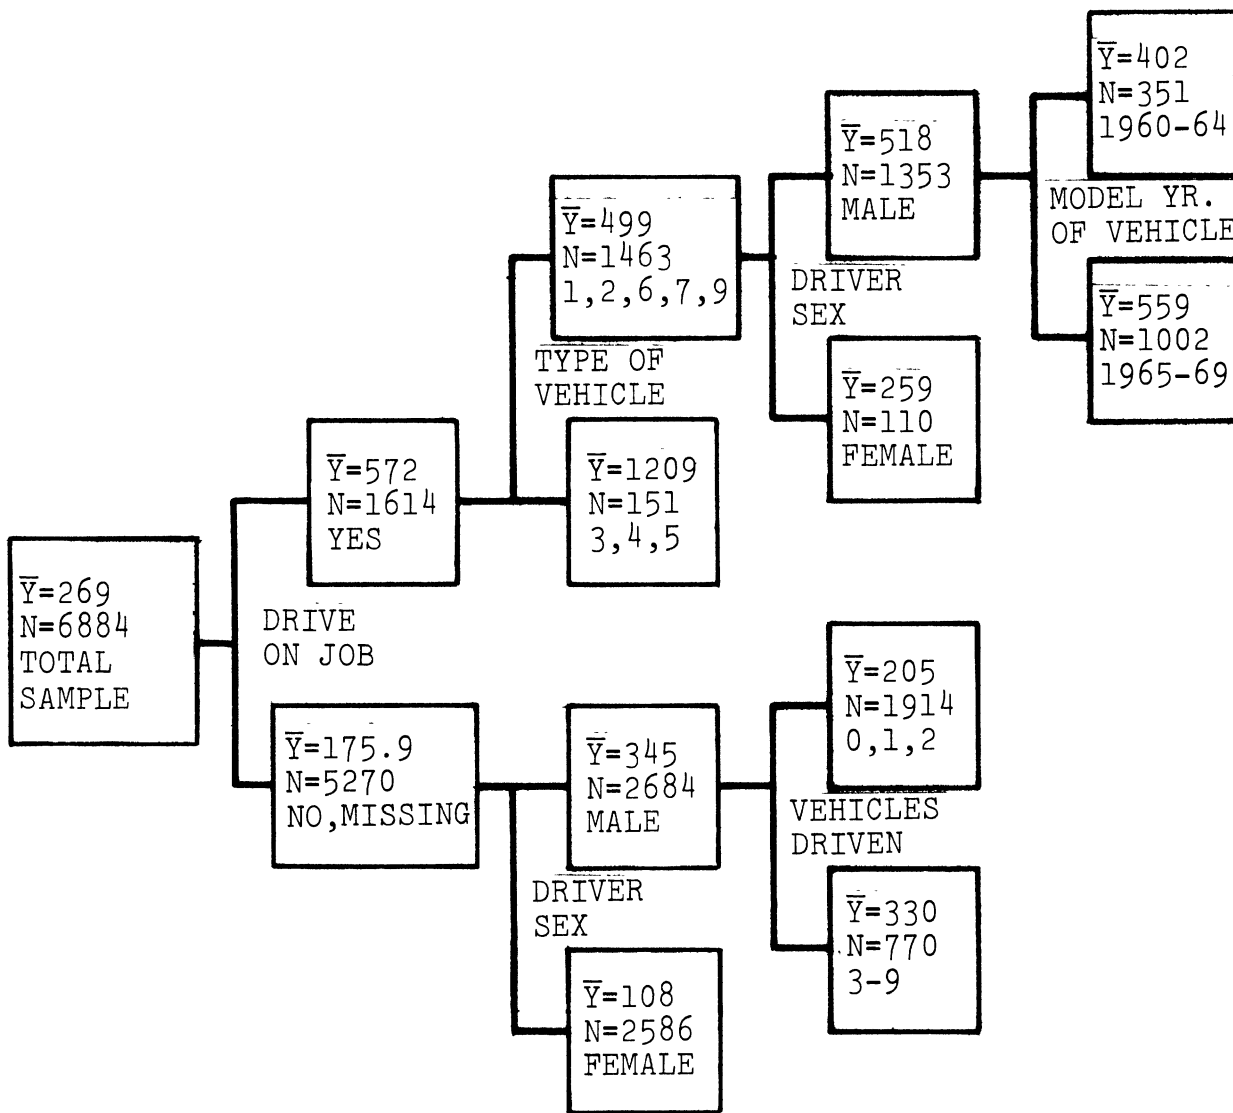 Ȳ=402
N=351
1960-64
Ȳ=518
N=1353
MALE
MODEL YR.
OF VEHICLE
Ȳ=499
N=1463
1,2,6,7,9
DRIVER
SEX
Ȳ=559
N=1002
1965-69
TYPE OF
VEHICLE
Ȳ=259
N=110
FEMALE
Ȳ=572
N=1614
YES
Ȳ=1209
N=151
3,4,5
Ȳ=269
N=6884
TOTAL
SAMPLE
DRIVE
ON JOB
Ȳ=205
N=1914
0,1,2
Ȳ=175.9
N=5270
NO,MISSING
Ȳ=345
N=2684
MALE
VEHICLES
DRIVEN
DRIVER
SEX
Ȳ=330
N=770
3-9
Ȳ=108
N=2586
FEMALE